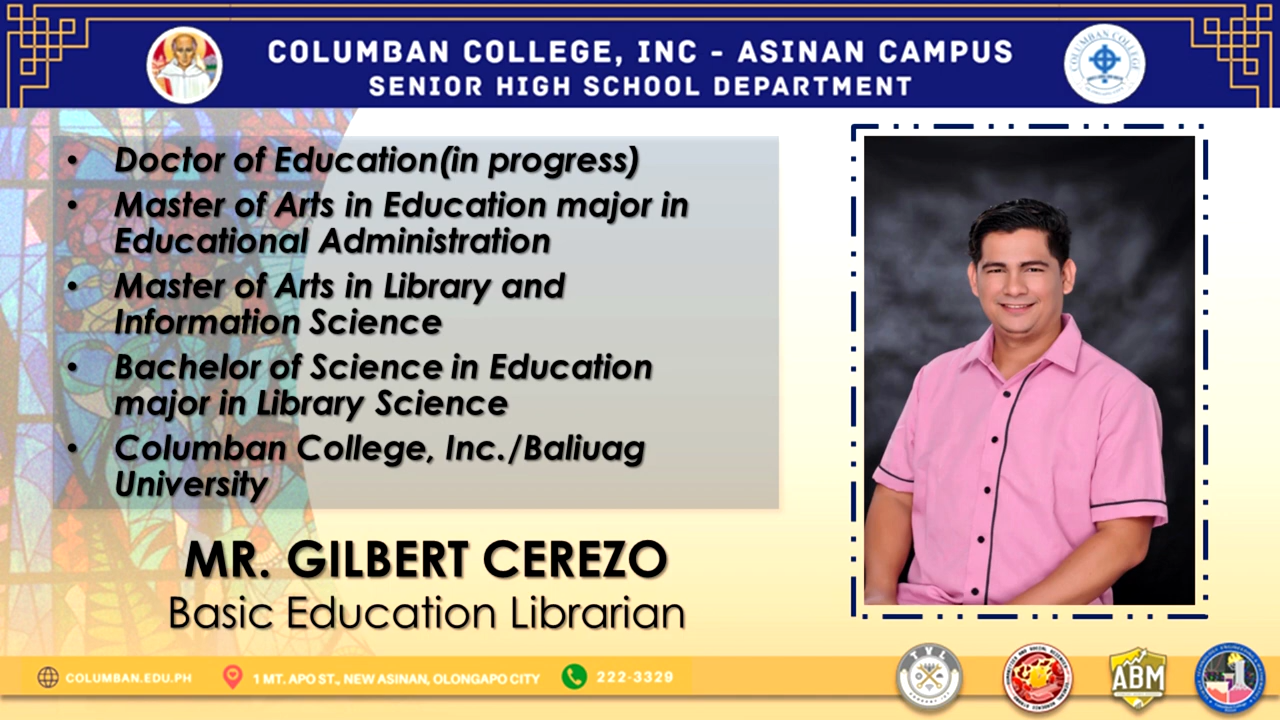 COLUMBAN COLLEGE, INC - ASINAN CAMPUS
SENIOR HIGH SCHOOL DEPARTMENT
COLUMBAN COLLEGE
• Doctor of Education(in progress)
• Master of Arts in Education major in
Educational Administration
• Master of Arts in Library and
Information Science
• Bachelor of Science in Education
major in Library Science
• Columban College, Inc./Baliuag
University
MR. GILBERT CEREZO
Basic Education Librarian
COLUMBAN.EDU.PH
1 MT. APO ST., NEW ASINAN, OLONGAPO CITY
222-3329
TVL
ABM